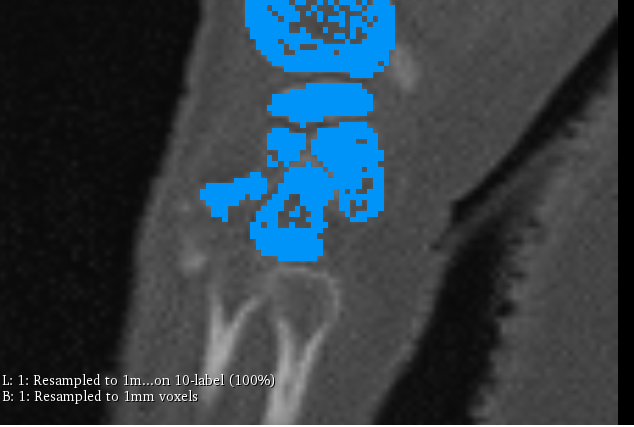 L: 1: Resampled to 1m...on 10-label (100%)
B: 1: Resampled to 1mm voxels